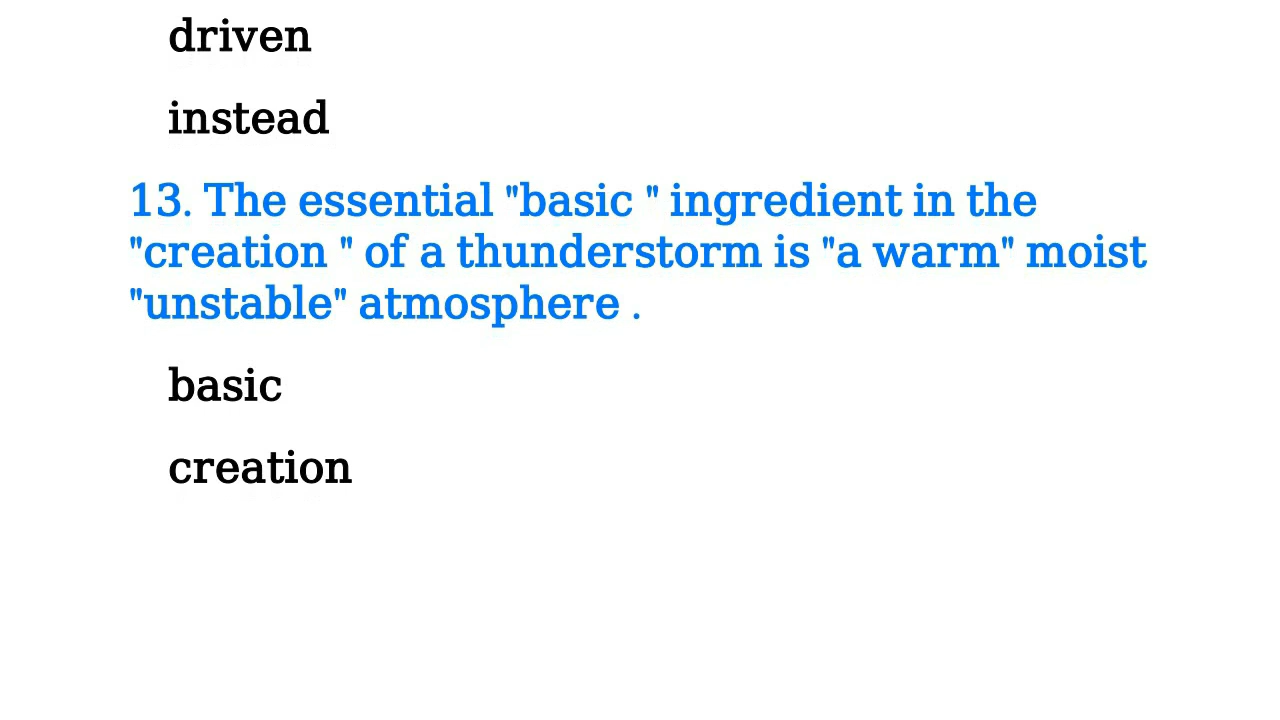 driven
instead
13. The essential "basic " ingredient in the
"creation " of a thunderstorm is "a warm" moist
"unstable" atmosphere .
basic
creation